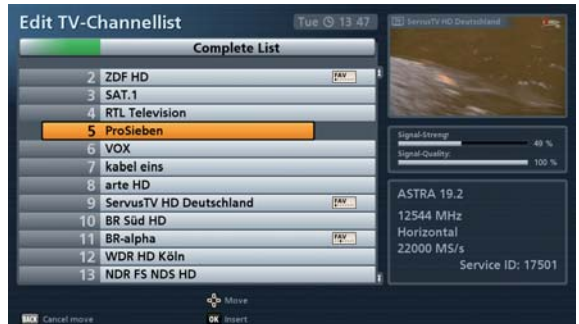 Edit TV-Channellist
Tue 13 47
ServusTV HD Deutschland
Complete List
2 ZDF HD FAV
3 SAT.1
4 RTL Television
5 ProSieben
6 VOX
7 kabel eins
8 arte HD
9 ServusTV HD Deutschland FAV
10 BR Süd HD
11 BR-alpha FAV
12 WDR HD Köln
13 NDR FS NDS HD
Signal-Streng:
49 %
Signal-Quality:
100 %
ASTRA 19.2
12544 MHz
Horizontal
22000 MS/s
Service ID: 17501
Move
BACK Cancel move
OK Insert